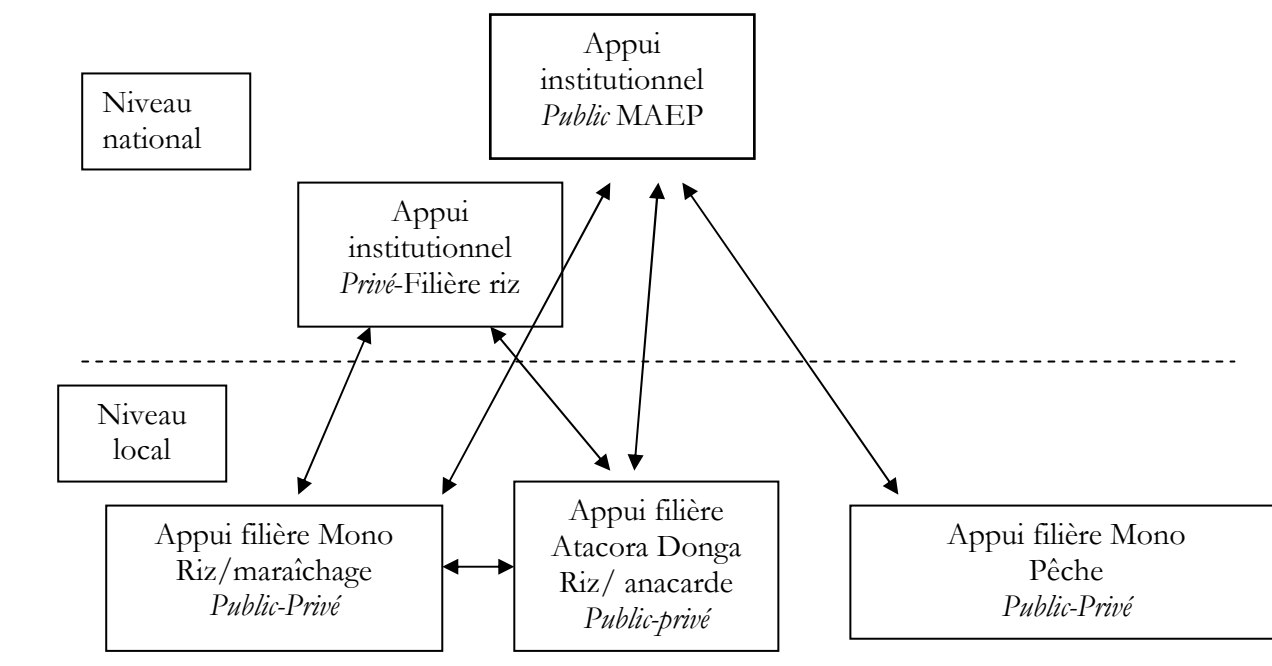 Appui
institutionnel
Public MAEP
Niveau
national
Appui
institutionnel
Privé-Filière riz
Niveau
local
Appui filière Mono
Riz/maraîchage
Public-Privé
Appui filière
Atacora Donga
Riz/ anacarde
Public-privé
Appui filière Mono
Pêche
Public-Privé